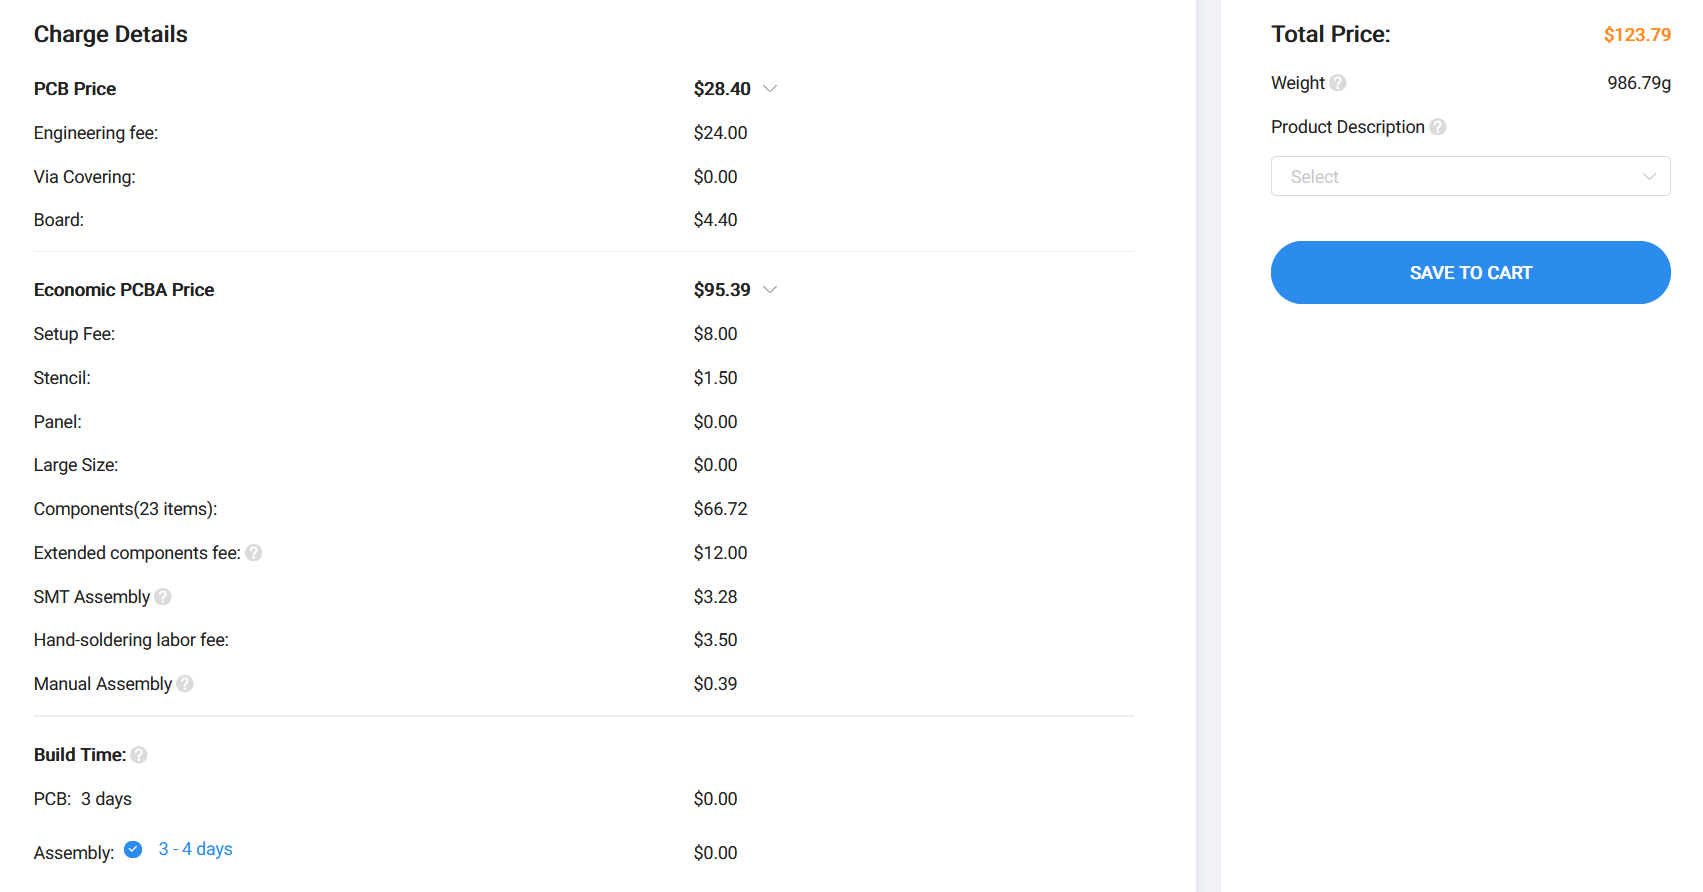 Charge Details
PCB Price $28.40
Engineering fee: $24.00
Via Covering: $0.00
Board: $4.40
Economic PCBA Price $95.39
Setup Fee: $8.00
Stencil: $1.50
Panel: $0.00
Large Size: $0.00
Components(23 items): $66.72
Extended components fee: ? $12.00
SMT Assembly ? $3.28
Hand-soldering labor fee: $3.50
Manual Assembly ? $0.39
Build Time: ?
PCB: 3 days $0.00
Assembly: 3 - 4 days $0.00
Total Price: $123.79
Weight ? 986.79g
Product Description ?
Select
SAVE TO CART